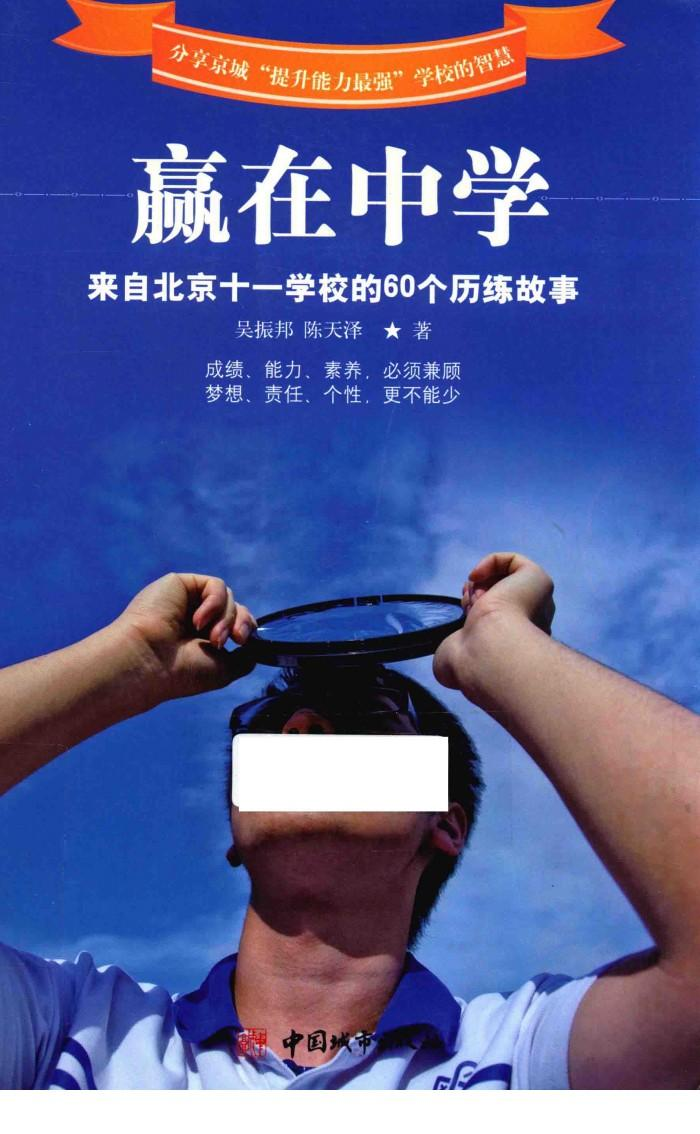 分享京城“提升能力最强”学校的智慧
赢在中学
来自北京十一学校的60个历练故事
吴振邦 陈天泽 ★ 著
成绩、能力、素养，必须兼顾
梦想、责任、个性，更不能少
中国城市出版社